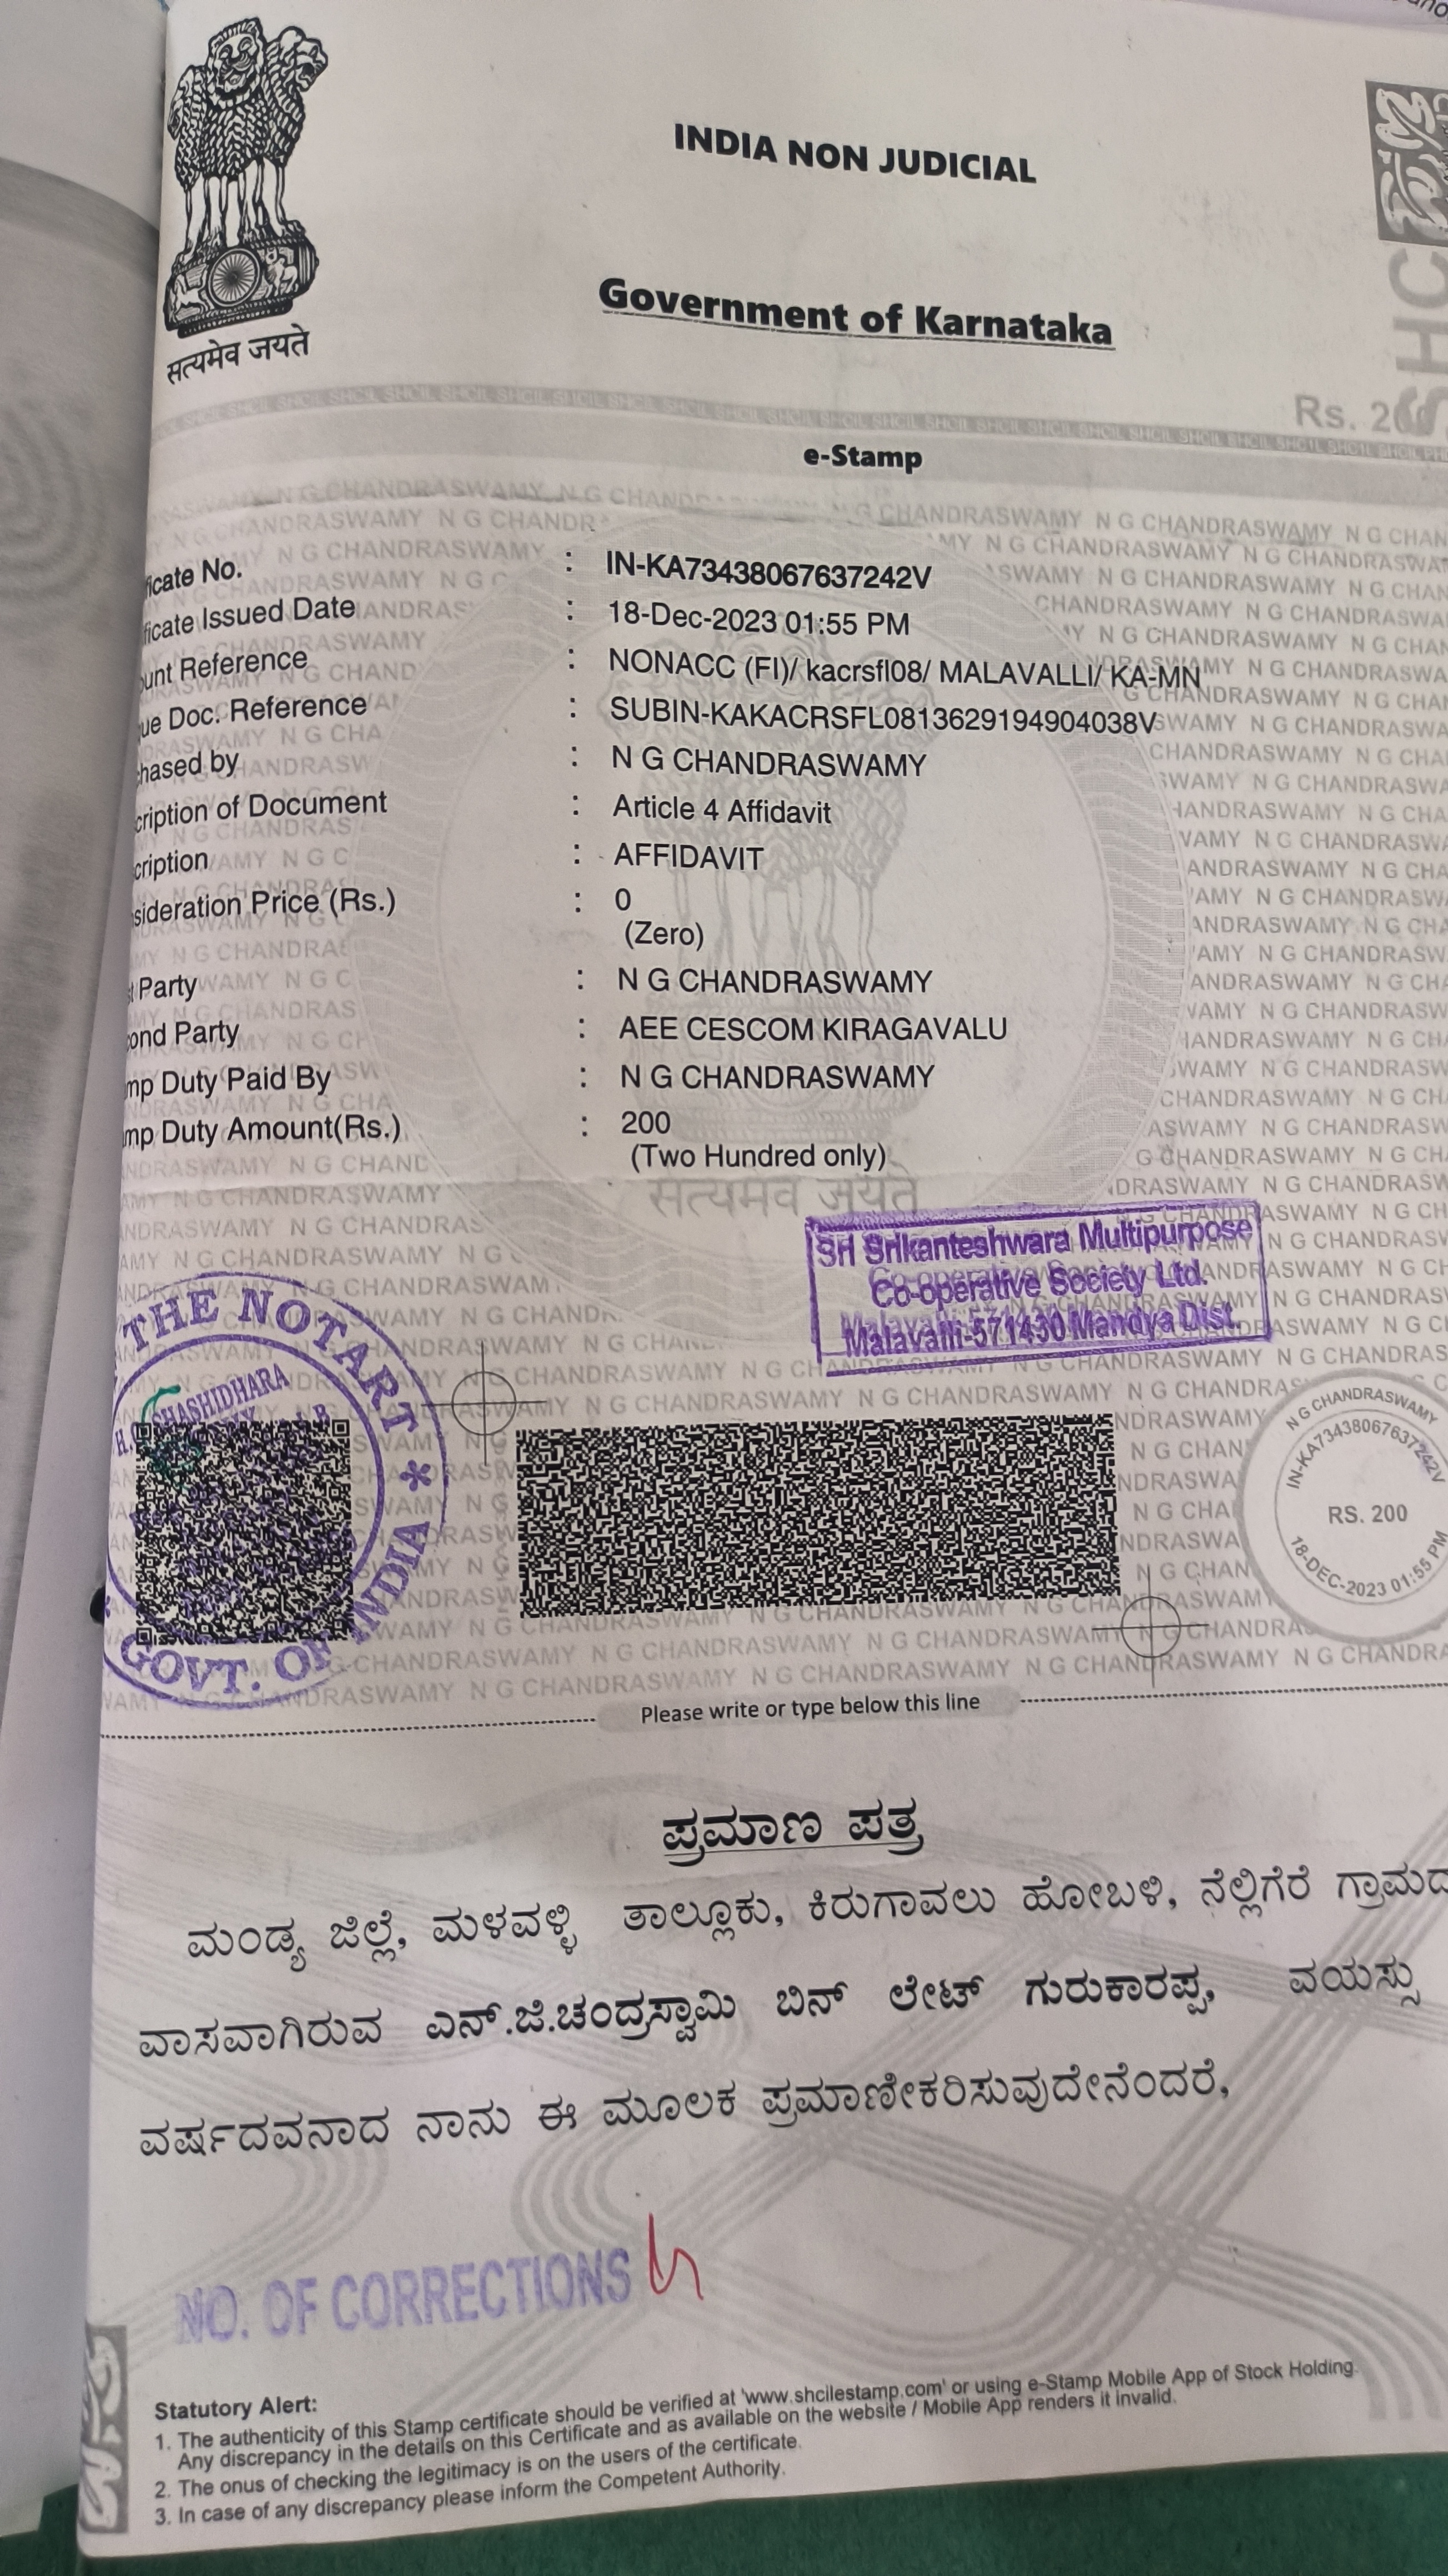 INDIA NON JUDICIAL
Government of Karnataka
सत्यमेव जयते
Rs.
e-Stamp
icate No. : IN-KA73438067637242V
ificate Issued Date : 18-Dec-2023 01:55 PM
unt Reference : NONACC (FI)/ kacrsfl08/ MALAVALLI/ KA-MN
ue Doc. Reference : SUBIN-KAKACRSFL0813629194904038V
hased by : N G CHANDRASWAMY
cription of Document : Article 4 Affidavit
cription : AFFIDAVIT
sideration Price (Rs.) : 0
(Zero)
Party : N G CHANDRASWAMY
ond Party : AEE CESCOM KIRAGAVALU
mp Duty Paid By : N G CHANDRASWAMY
mp Duty Amount(Rs.) : 200
(Two Hundred only)
सत्यमेव जयते
Sri Srikanteshwara Multipurpose
Co-operative Society Ltd.
Malavalli-571430 Mandya Dist.
THE NOTARY
SHASHIDHARA
GOVT. OF INDIA
N G CHANDRASWAMY
IN-KA73438067637242V
RS. 200
18-DEC-2023 01:55 PM
Please write or type below this line
ಪ್ರಮಾಣ ಪತ್ರ
ಮಂಡ್ಯ ಜಿಲ್ಲೆ, ಮಳವಳ್ಳಿ ತಾಲ್ಲೂಕು, ಕಿರುಗಾವಲು ಹೋಬಳಿ, ನೆಲ್ಲಿಗೆರೆ ಗ್ರಾಮದ
ವಾಸವಾಗಿರುವ ಎನ್.ಜಿ.ಚಂದ್ರಸ್ವಾಮಿ ಬಿನ್ ಲೇಟ್ ಗುರುಕಾರಪ್ಪ, ವಯಸ್ಸು
ವರ್ಷದವನಾದ ನಾನು ಈ ಮೂಲಕ ಪ್ರಮಾಣೀಕರಿಸುವುದೇನೆಂದರೆ,
NO. OF CORRECTIONS
Statutory Alert:
1. The authenticity of this Stamp certificate should be verified at 'www.shcilestamp.com' or using e-Stamp Mobile App of Stock Holding.
Any discrepancy in the details on this Certificate and as available on the website / Mobile App renders it invalid.
2. The onus of checking the legitimacy is on the users of the certificate.
3. In case of any discrepancy please inform the Competent Authority.